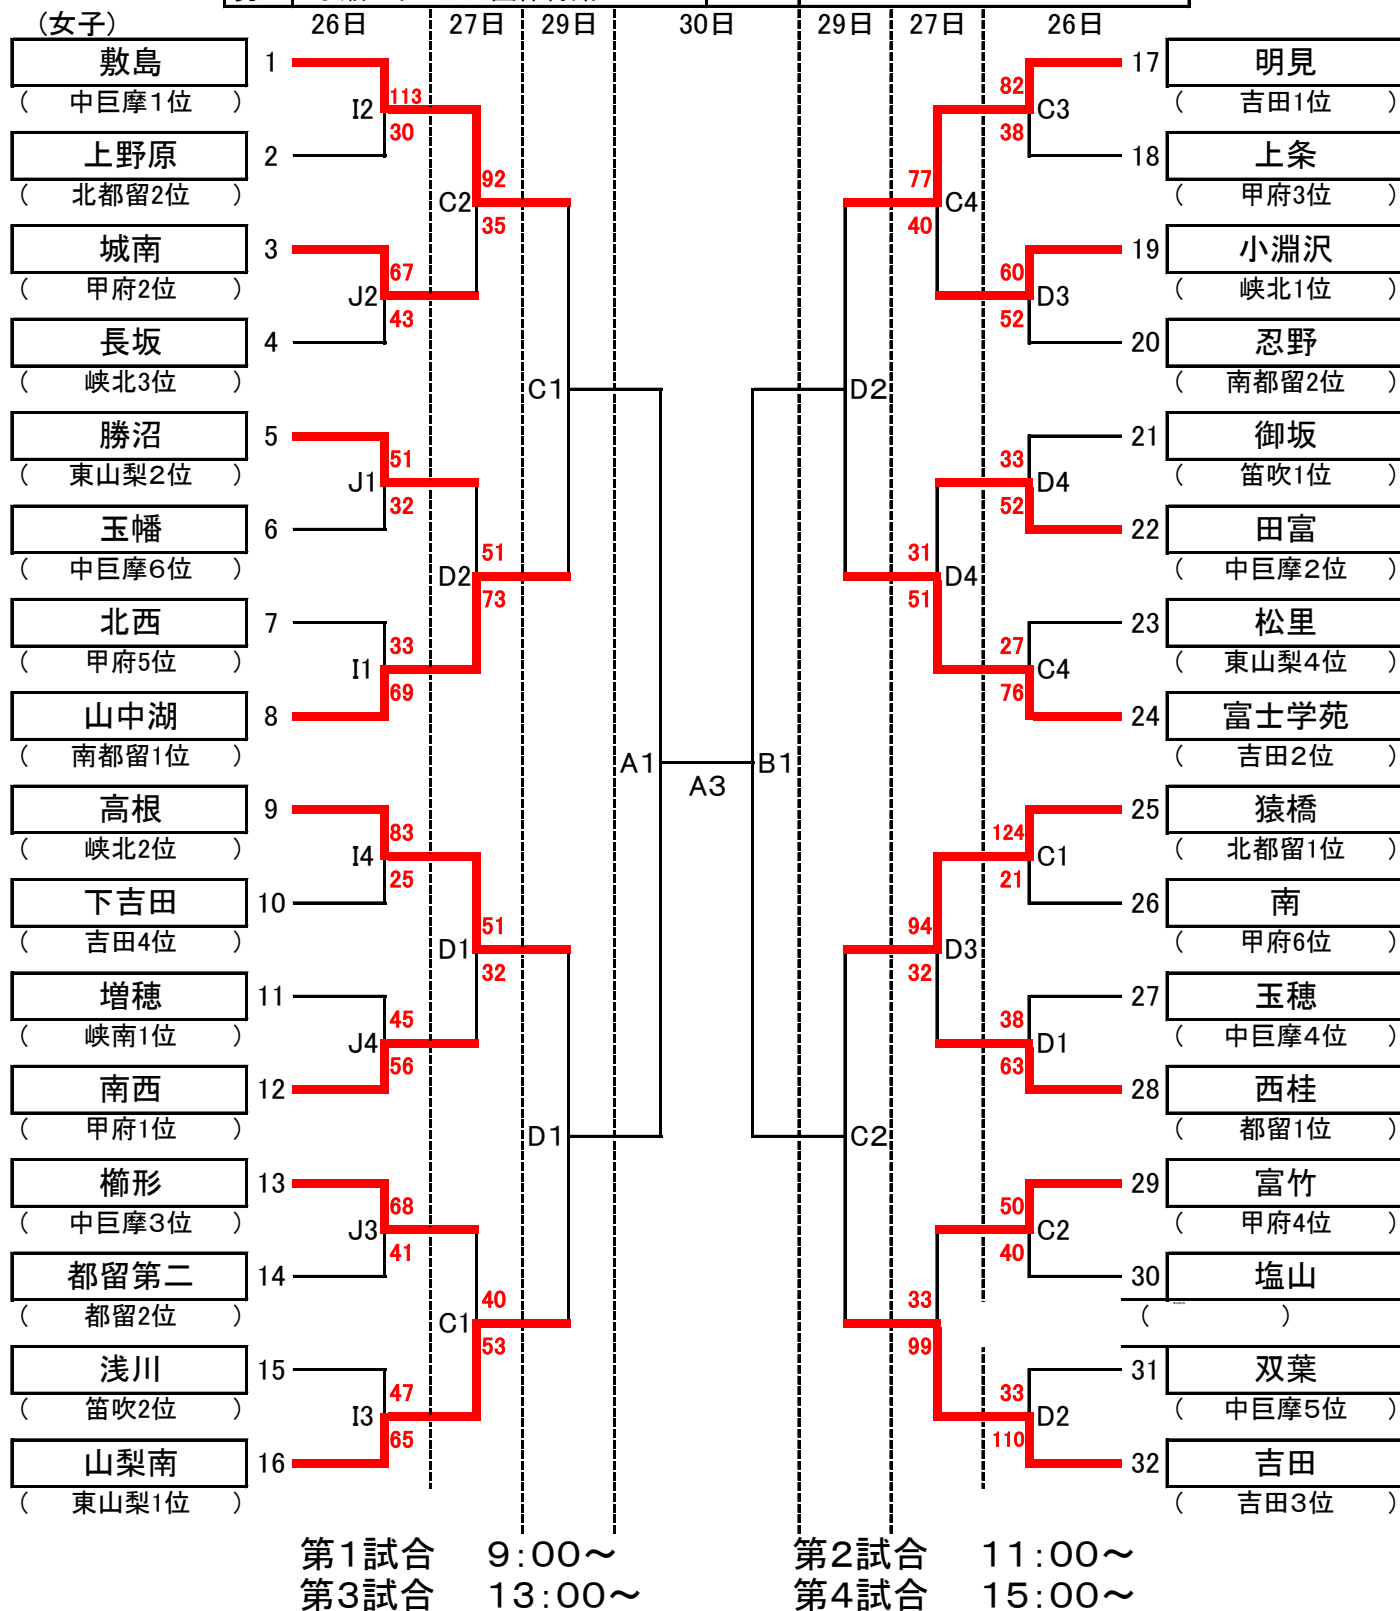 (女子)
26日 27日 29日 30日 29日 27日 26日
敷島 1
( 中巨摩1位 )
上野原 2
( 北都留2位 )
城南 3
( 甲府2位 )
長坂 4
( 峡北3位 )
勝沼 5
( 東山梨2位 )
玉幡 6
( 中巨摩6位 )
北西 7
( 甲府5位 )
山中湖 8
( 南都留1位 )
高根 9
( 峡北2位 )
下吉田 10
( 吉田4位 )
増穂 11
( 峡南1位 )
南西 12
( 甲府1位 )
櫛形 13
( 中巨摩3位 )
都留第二 14
( 都留2位 )
浅川 15
( 笛吹2位 )
山梨南 16
( 東山梨1位 )
I2 113 30
J2 67 43
J1 51 32
I1 33 69
I4 83 25
J4 45 56
J3 68 41
I3 47 65
C2 92 35
D2 51 73
D1 51 32
C1 40 53
C1
D1
A1
A3
B1
D2
C2
77 C4 40
31 D4 51
94 D3 32
33 99
82 C3 38
60 D3 52
33 D4 52
27 C4 76
124 C1 21
38 D1 63
50 C2 40
33 D2 110
17 明見
( 吉田1位 )
18 上条
( 甲府3位 )
19 小淵沢
( 峡北1位 )
20 忍野
( 南都留2位 )
21 御坂
( 笛吹1位 )
22 田富
( 中巨摩2位 )
23 松里
( 東山梨4位 )
24 富士学苑
( 吉田2位 )
25 猿橋
( 北都留1位 )
26 南
( 甲府6位 )
27 玉穂
( 中巨摩4位 )
28 西桂
( 都留1位 )
29 富竹
( 甲府4位 )
30 塩山
( )
31 双葉
( 中巨摩5位 )
32 吉田
( 吉田3位 )
第1試合 9:00～ 第2試合 11:00～
第3試合 13:00～ 第4試合 15:00～